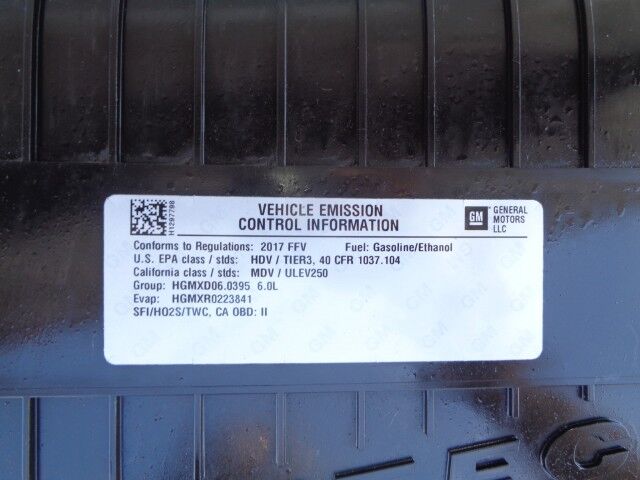 H1297798
VEHICLE EMISSION
CONTROL INFORMATION
GM GENERAL
MOTORS
LLC
Conforms to Regulations: 2017 FFV Fuel: Gasoline/Ethanol
U.S. EPA class / stds: HDV / TIER3, 40 CFR 1037.104
California class / stds: MDV / ULEV250
Group: HGMXD06.0395 6.0L
Evap: HGMXR0223841
SFI/HO2S/TWC, CA OBD: II
TEC